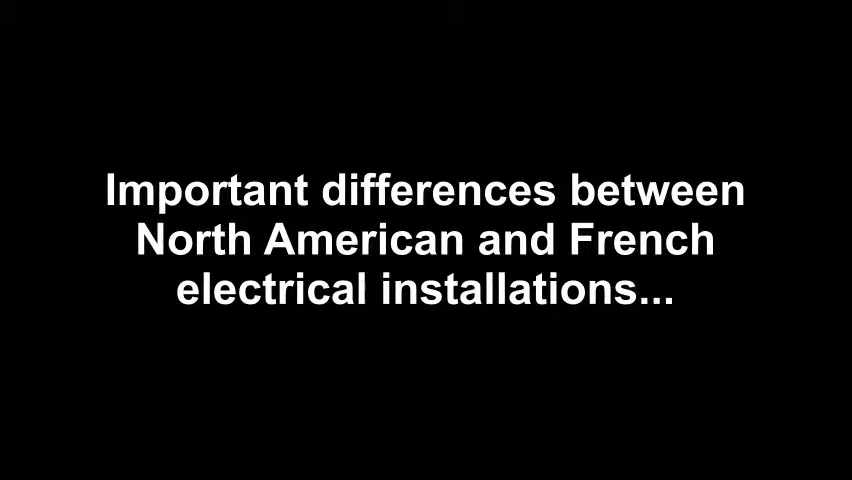 Important differences between
North American and French
electrical installations...